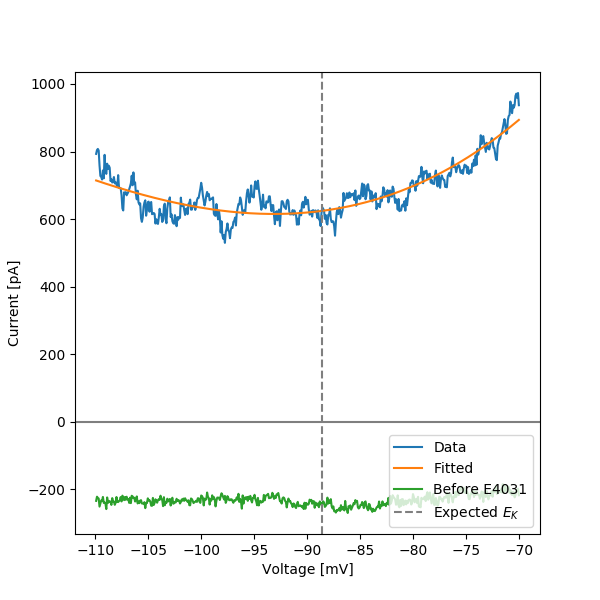 1000
800
600
400
200
0
−200
Current [pA]
−110
−105
−100
−95
−90
−85
−80
−75
−70
Voltage [mV]
Data
Fitted
Before E4031
Expected E_K